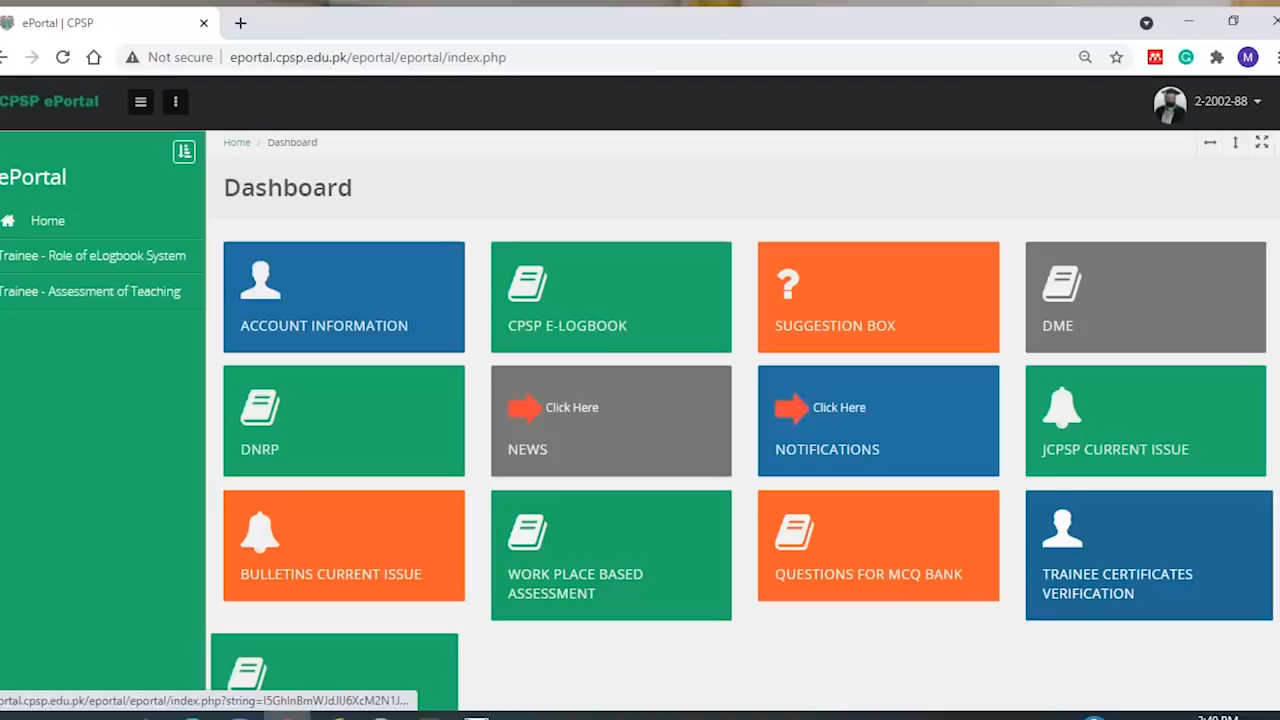 ePortal | CPSP
Not secure
eportal.cpsp.edu.pk/eportal/eportal/index.php
M
CPSP ePortal
2-2002-88
ePortal
Home
Trainee - Role of eLogbook System
Trainee - Assessment of Teaching
Home / Dashboard
Dashboard
ACCOUNT INFORMATION
CPSP E-LOGBOOK
SUGGESTION BOX
DME
DNRP
Click Here
NEWS
Click Here
NOTIFICATIONS
JCPSP CURRENT ISSUE
BULLETINS CURRENT ISSUE
WORK PLACE BASED
ASSESSMENT
QUESTIONS FOR MCQ BANK
TRAINEE CERTIFICATES
VERIFICATION